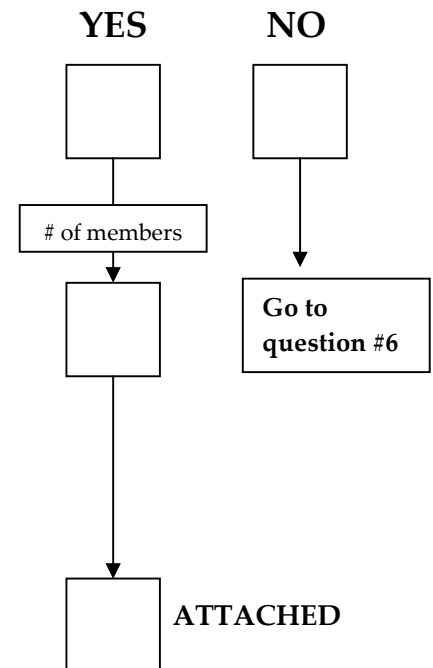 YES NO
# of members
Go to
question #6
ATTACHED